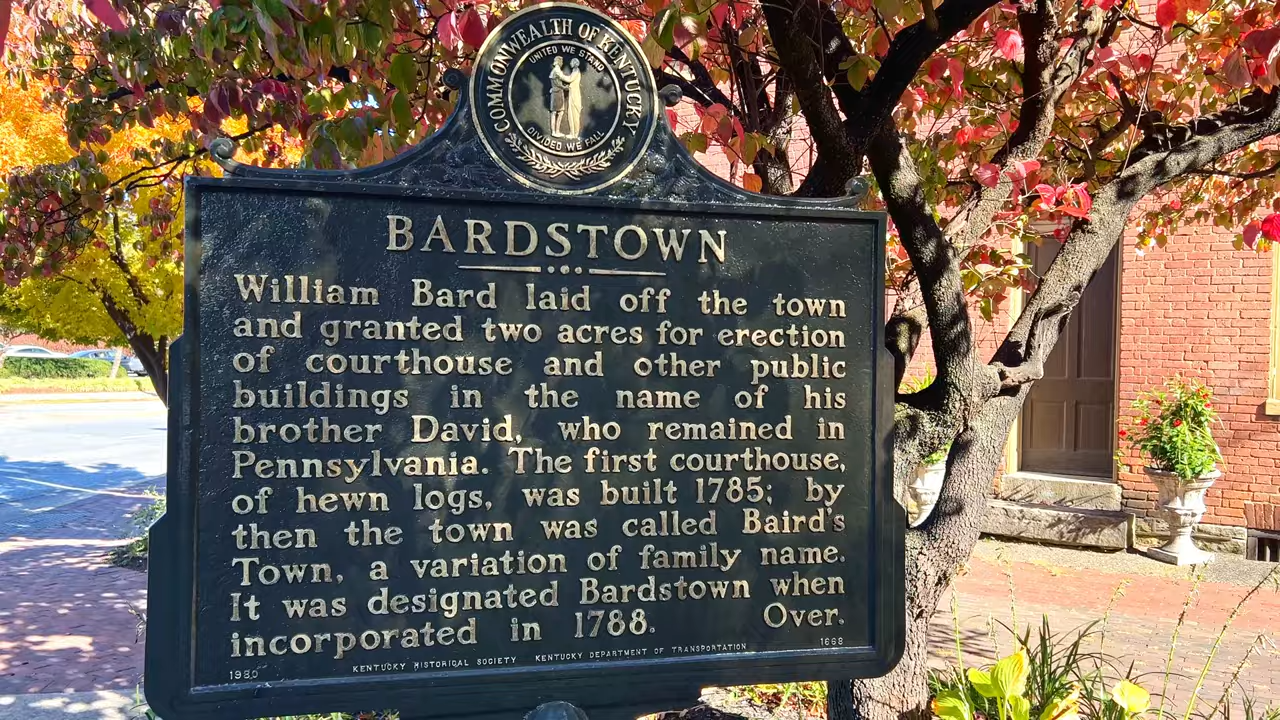 COMMONWEALTH OF KENTUCKY
UNITED WE STAND
DIVIDED WE FALL
BARDSTOWN
William Bard laid off the town
and granted two acres for erection
of courthouse and other public
buildings in the name of his
brother David, who remained in
Pennsylvania. The first courthouse,
of hewn logs, was built 1785; by
then the town was called Baird's
Town, a variation of family name.
It was designated Bardstown when
incorporated in 1788. Over.
1980 KENTUCKY HISTORICAL SOCIETY KENTUCKY DEPARTMENT OF TRANSPORTATION 1668